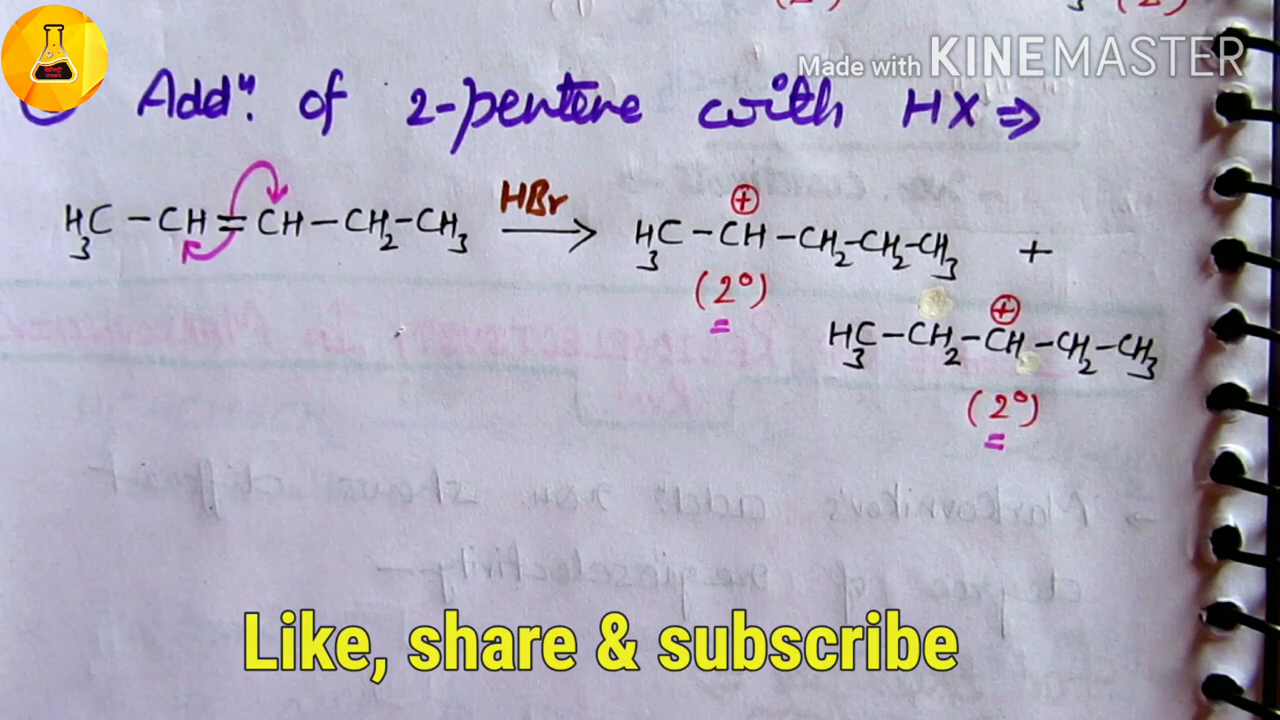 Made with KINEMASTER
Addⁿ. of 2-pentene with HX ⇒
H₃C – CH = CH – CH₂ – CH₃ HBr → H₃C – CH – CH₂ – CH₂ – CH₃ +
⊕
(2°)
H₃C – CH₂ – CH – CH₂ – CH₃
⊕
(2°)
Like, share & subscribe